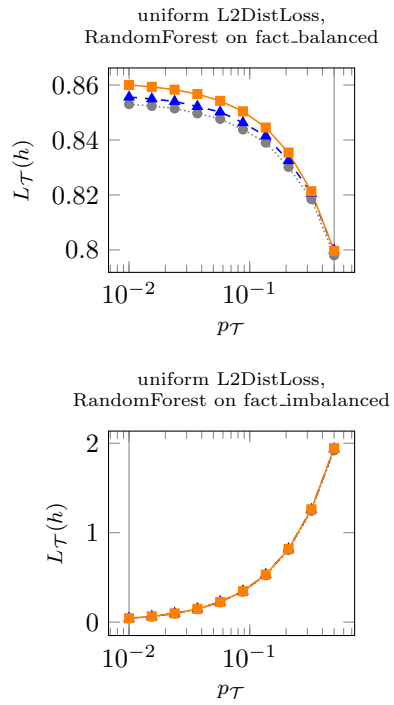 uniform L2DistLoss,
RandomForest on fact_balanced
0.86
0.84
0.82
0.8
L𝒯(h)
10⁻² 10⁻¹
p𝒯
uniform L2DistLoss,
RandomForest on fact_imbalanced
2
1
0
L𝒯(h)
10⁻² 10⁻¹
p𝒯